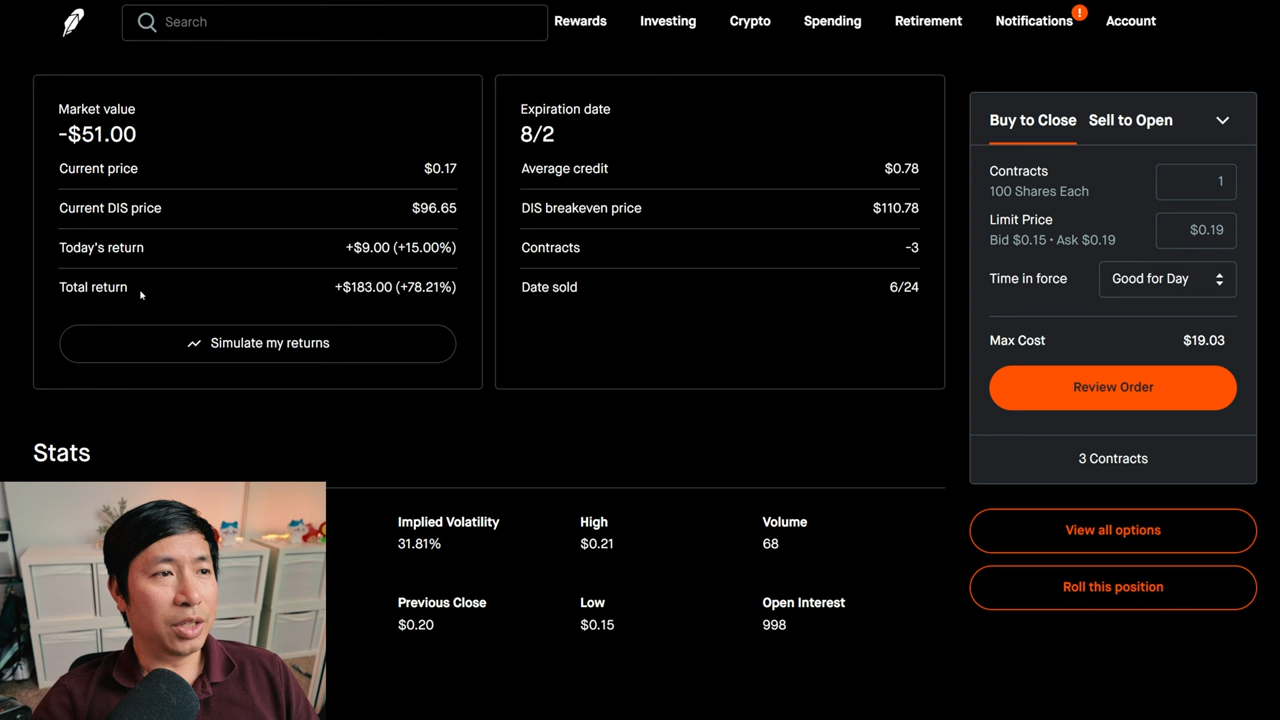 Search
Rewards
Investing
Crypto
Spending
Retirement
Notifications
!
Account
Market value
-$51.00
Current price $0.17
Current DIS price $96.65
Today's return +$9.00 (+15.00%)
Total return +$183.00 (+78.21%)
Simulate my returns
Expiration date
8/2
Average credit $0.78
DIS breakeven price $110.78
Contracts -3
Date sold 6/24
Buy to Close Sell to Open
Contracts 1
100 Shares Each
Limit Price $0.19
Bid $0.15 • Ask $0.19
Time in force Good for Day
Max Cost $19.03
Review Order
3 Contracts
View all options
Roll this position
Stats
Implied Volatility
31.81%
High
$0.21
Volume
68
Previous Close
$0.20
Low
$0.15
Open Interest
998